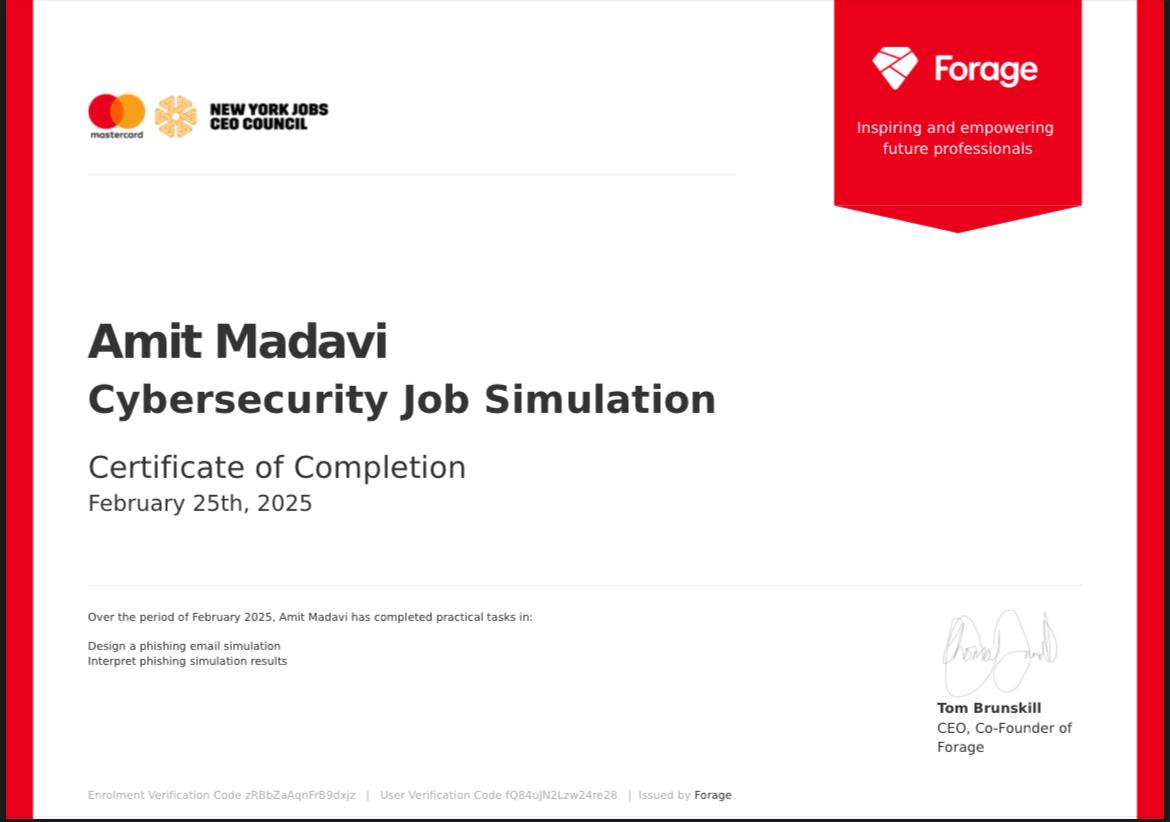 mastercard
NEW YORK JOBS
CEO COUNCIL
Forage
Inspiring and empowering
future professionals
Amit Madavi
Cybersecurity Job Simulation
Certificate of Completion
February 25th, 2025
Over the period of February 2025, Amit Madavi has completed practical tasks in:
Design a phishing email simulation
Interpret phishing simulation results
Tom Brunskill
CEO, Co-Founder of
Forage
Enrolment Verification Code zRBbZaAqnFrB9dxjz | User Verification Code fQ84uJN2Lzw24re28 | Issued by Forage